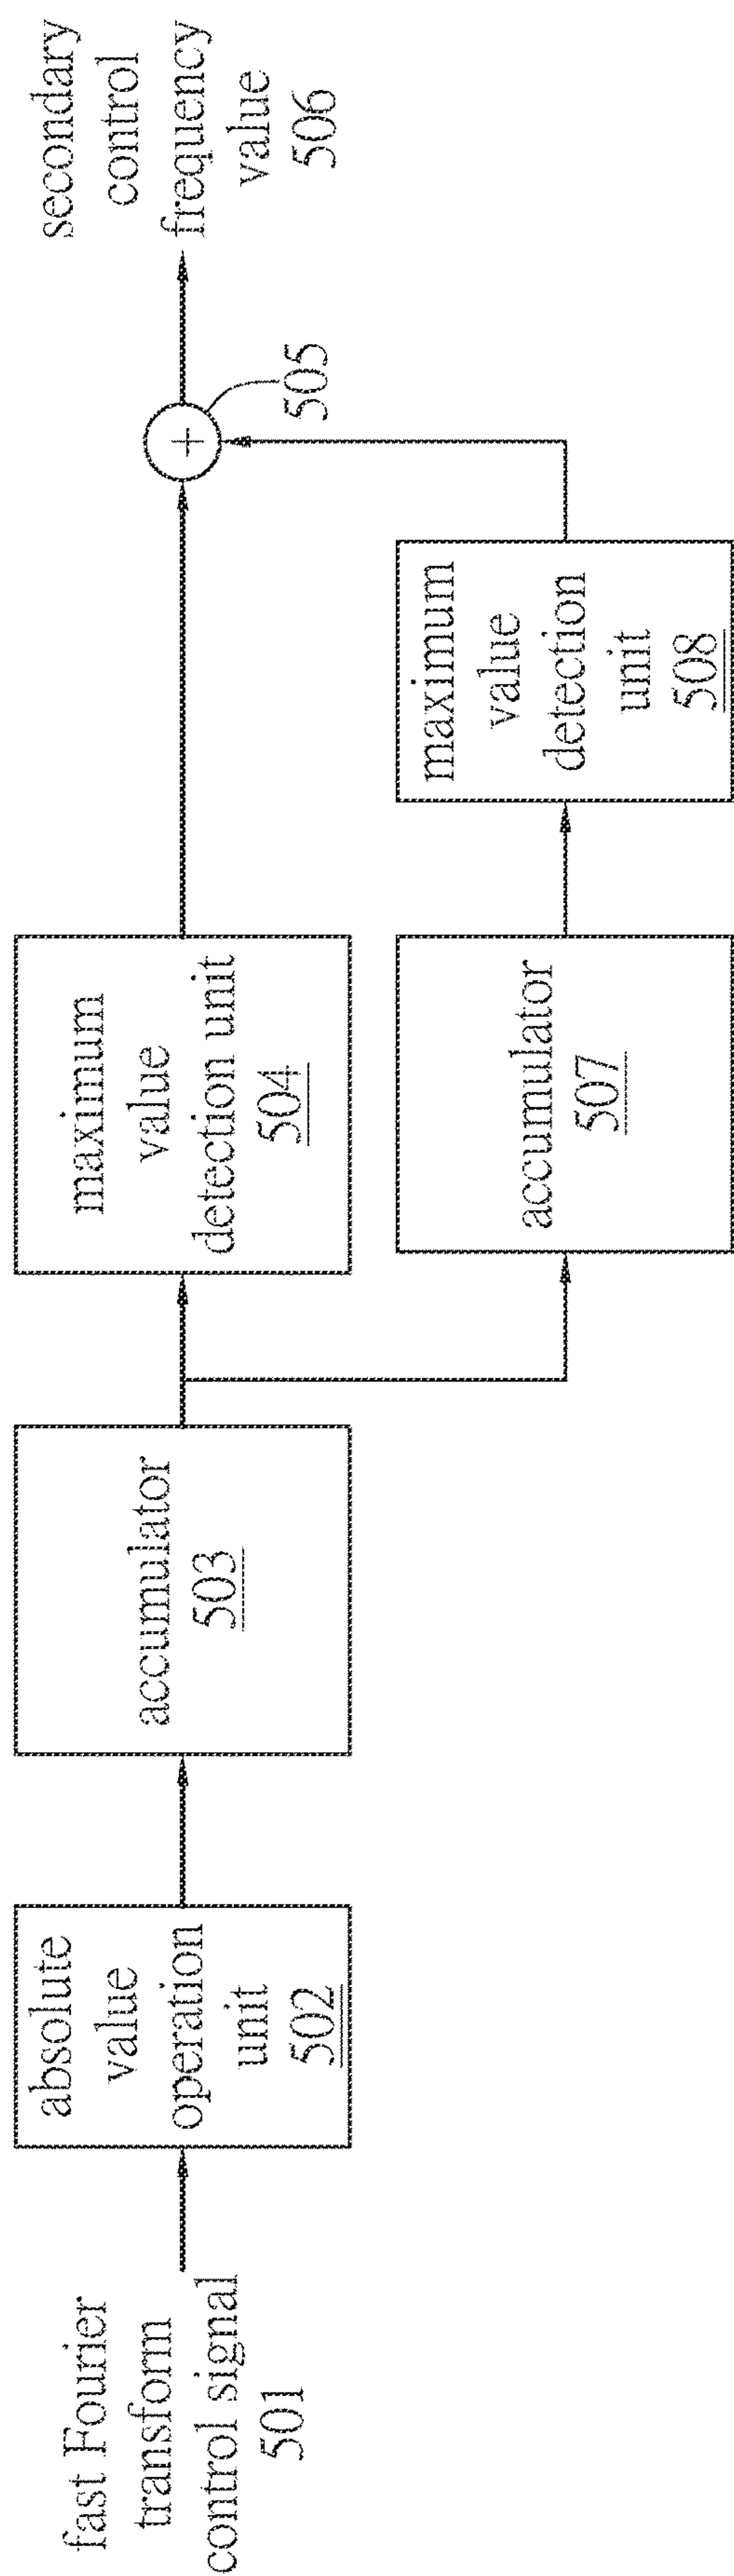 fast Fourier
transform
control signal
501
absolute
value
operation
unit
502
accumulator
503
maximum
value
detection unit
504
accumulator
507
maximum
value
detection
unit
508
+
505
secondary
control
frequency
value
506